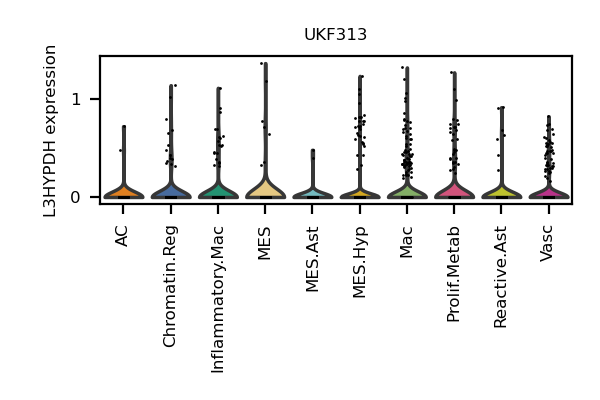 UKF313
L3HYPDH expression
1
0
AC
Chromatin.Reg
Inflammatory.Mac
MES
MES.Ast
MES.Hyp
Mac
Prolif.Metab
Reactive.Ast
Vasc